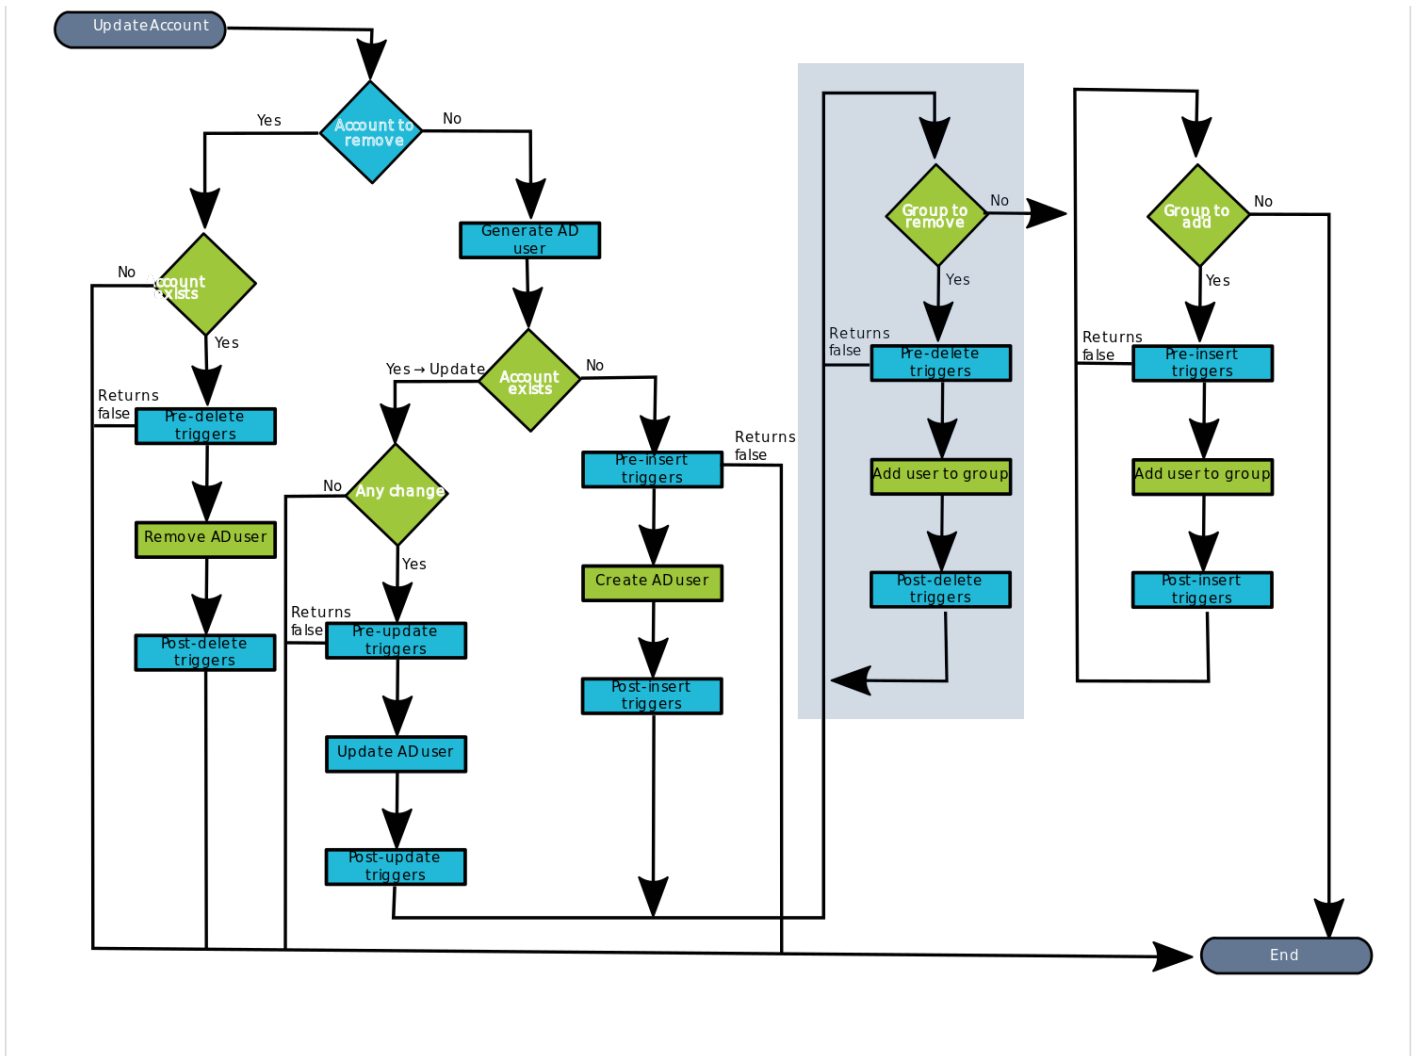 UpdateAccount
Account to
remove
Yes
No
Generate AD
user
Account
exists
No
Yes
Returns
false
Pre-delete
triggers
Remove AD user
Post-delete
triggers
Account
exists
Yes → Update
No
Any change
No
Yes
Returns
false
Pre-update
triggers
Update AD user
Post-update
triggers
Returns
false
Pre-insert
triggers
Create AD user
Post-insert
triggers
Group to
remove
No
Yes
Returns
false
Pre-delete
triggers
Add user to group
Post-delete
triggers
Group to
add
No
Yes
Returns
false
Pre-insert
triggers
Add user to group
Post-insert
triggers
End